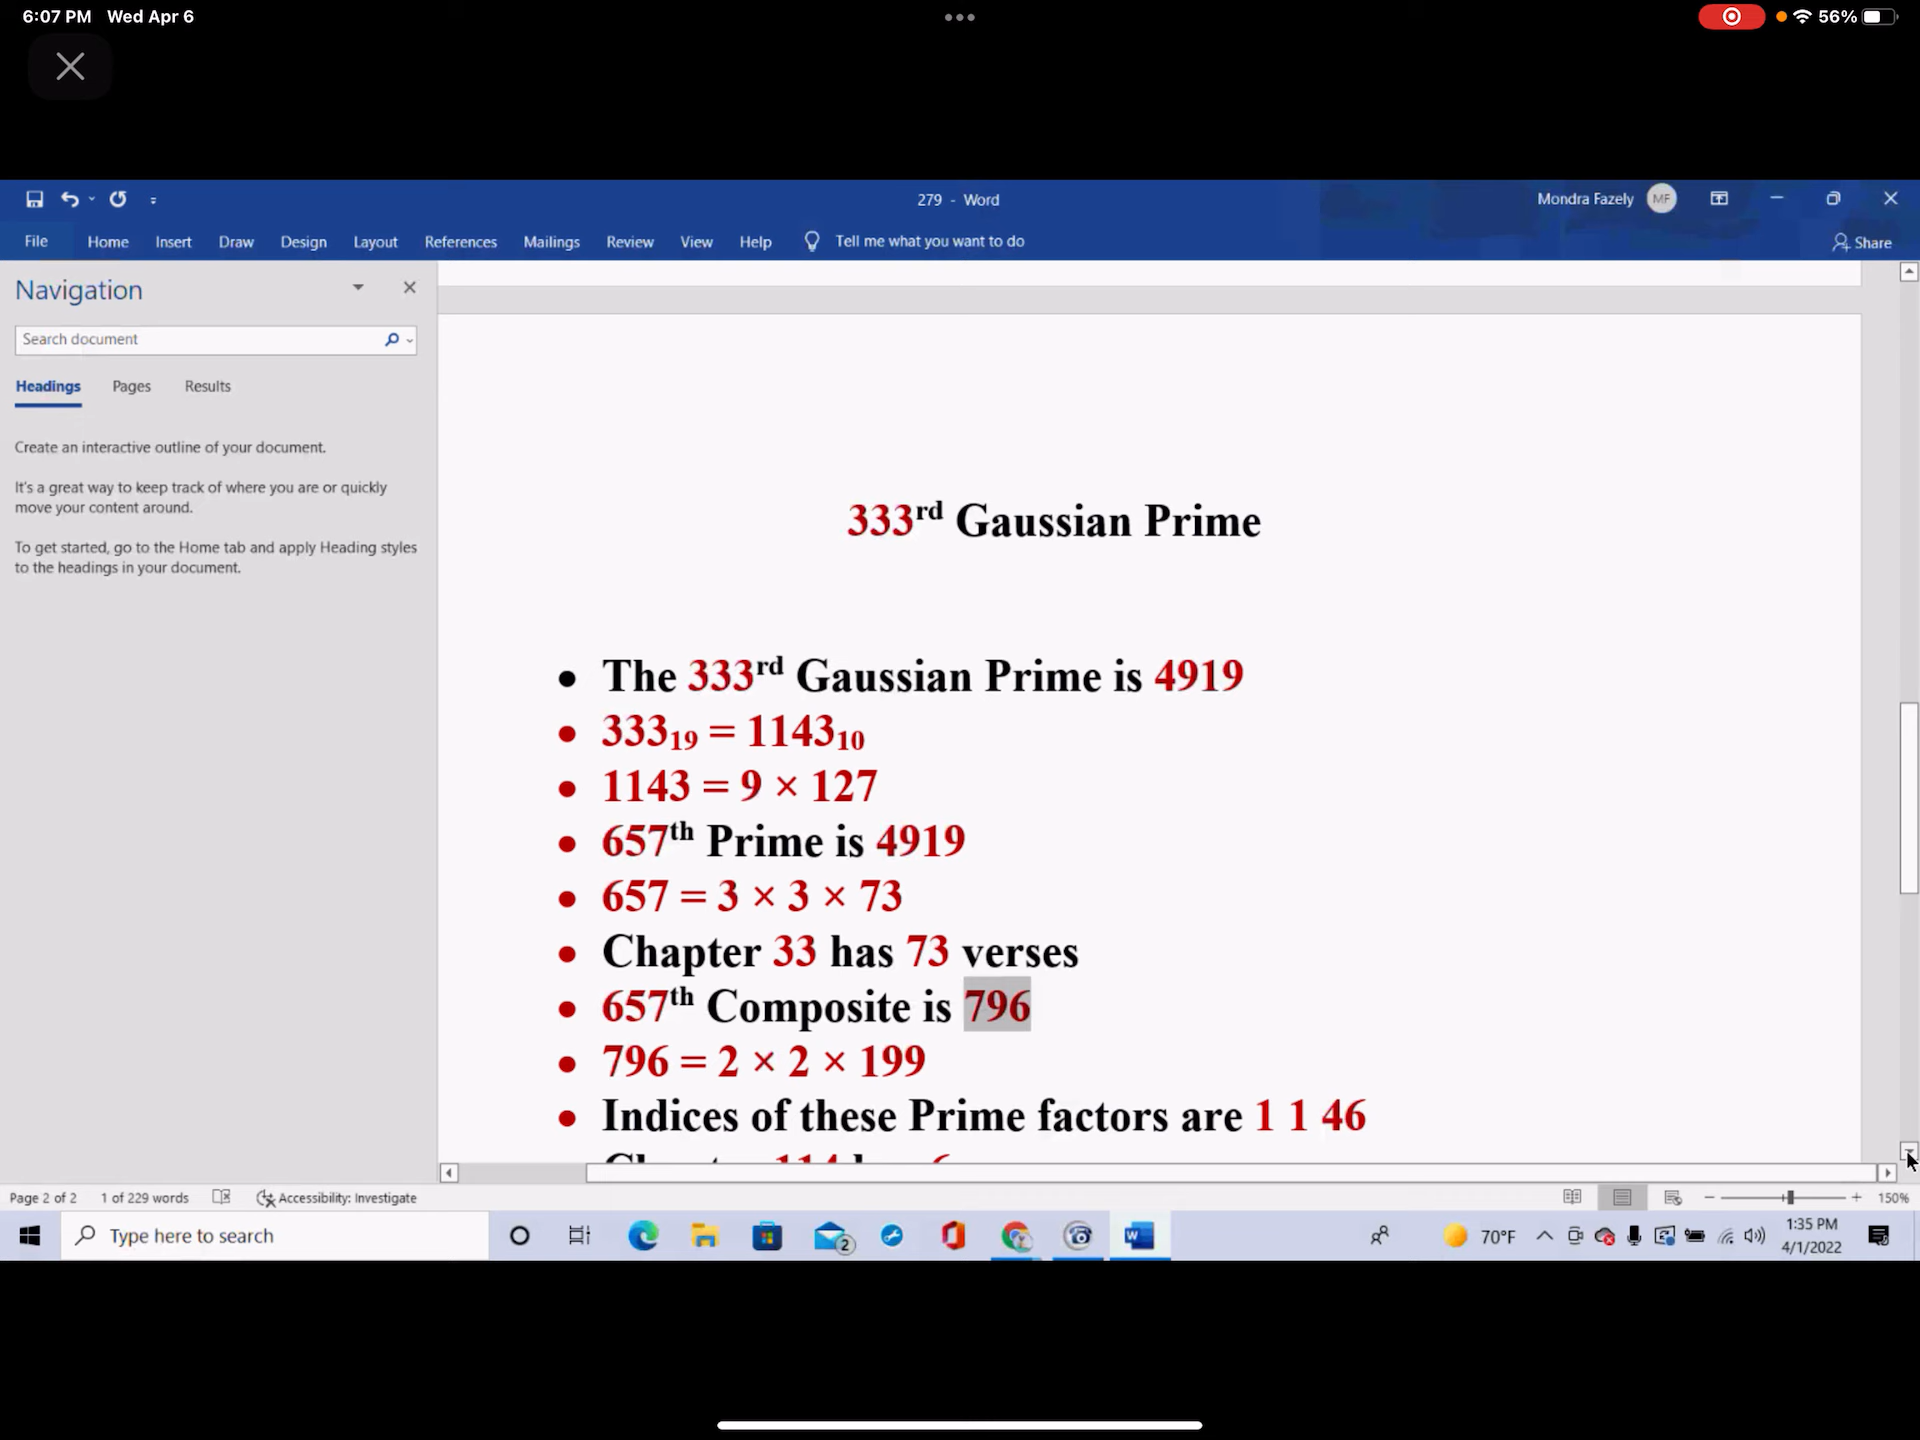 6:07 PM Wed Apr 6
56%
279 - Word
Mondra Fazely MF
File Home Insert Draw Design Layout References Mailings Review View Help Tell me what you want to do Share
Navigation
Search document
Headings Pages Results
Create an interactive outline of your document.
It's a great way to keep track of where you are or quickly
move your content around.
To get started, go to the Home tab and apply Heading styles
to the headings in your document.
333rd Gaussian Prime
• The 333rd Gaussian Prime is 4919
• 333₁₉ = 1143₁₀
• 1143 = 9 × 127
• 657th Prime is 4919
• 657 = 3 × 3 × 73
• Chapter 33 has 73 verses
• 657th Composite is 796
• 796 = 2 × 2 × 199
• Indices of these Prime factors are 1 1 46
Page 2 of 2 1 of 229 words Accessibility: Investigate 150%
Type here to search 2 70°F 1:35 PM
4/1/2022